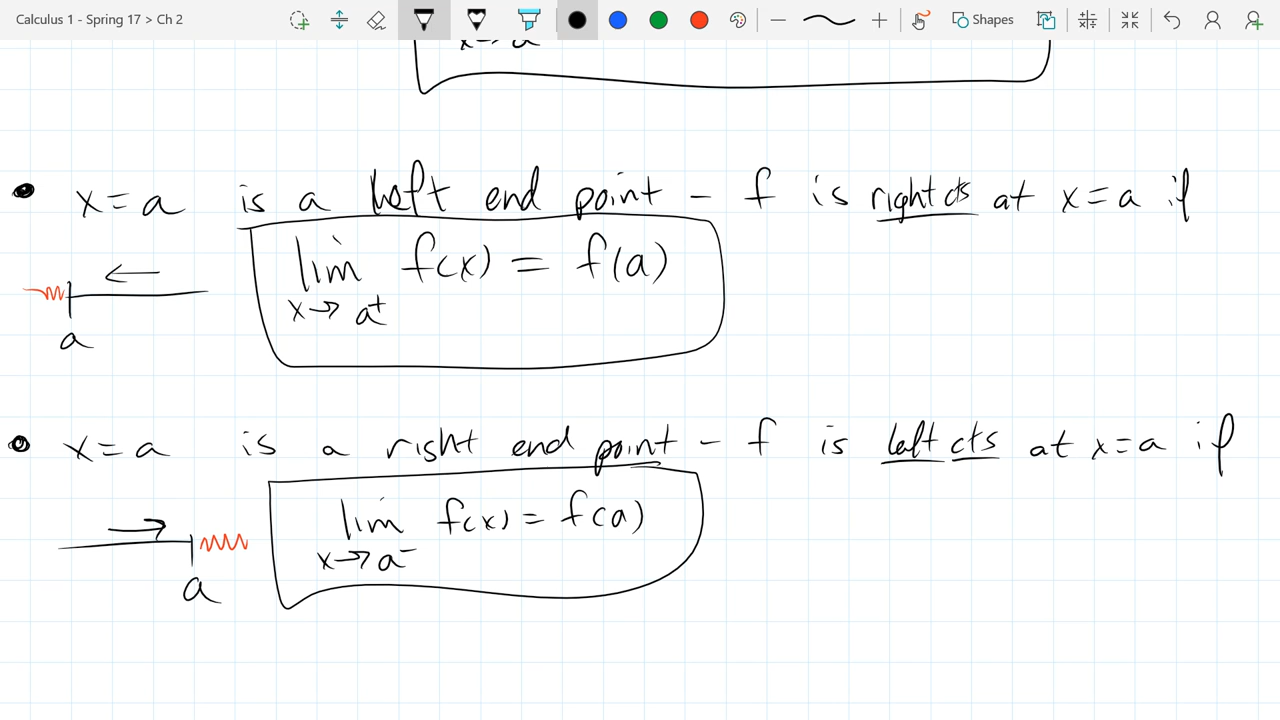 Calculus 1 - Spring 17 > Ch 2
Shapes
x → a
• x = a is a left end point - f is right cts at x = a if
lim f(x) = f(a)
x → a⁺
a
• x = a is a right end point - f is left cts at x = a if
lim f(x) = f(a)
x → a⁻
a